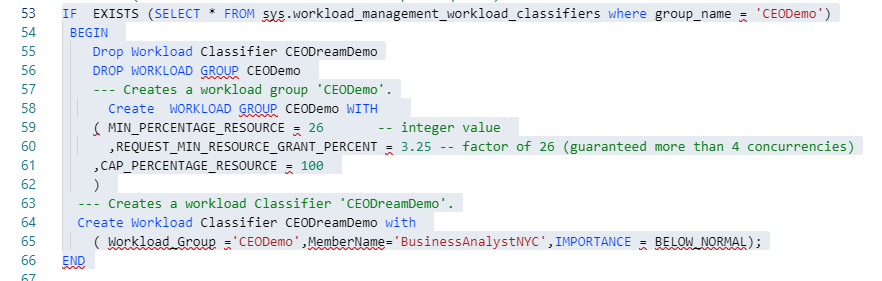 53 IF  EXISTS (SELECT * FROM sys.workload_management_workload_classifiers where group_name = 'CEODemo')
54 BEGIN
55 Drop Workload Classifier CEODreamDemo
56 DROP WORKLOAD GROUP CEODemo
57 --- Creates a workload group 'CEODemo'.
58 Create  WORKLOAD GROUP CEODemo WITH
59 ( MIN_PERCENTAGE_RESOURCE = 26       -- integer value
60 ,REQUEST_MIN_RESOURCE_GRANT_PERCENT = 3.25 -- factor of 26 (guaranteed more than 4 concurrencies)
61 ,CAP_PERCENTAGE_RESOURCE = 100
62 )
63 --- Creates a workload Classifier 'CEODreamDemo'.
64 Create Workload Classifier CEODreamDemo with
65 ( Workload_Group ='CEODemo',MemberName='BusinessAnalystNYC',IMPORTANCE = BELOW_NORMAL);
66 END
67